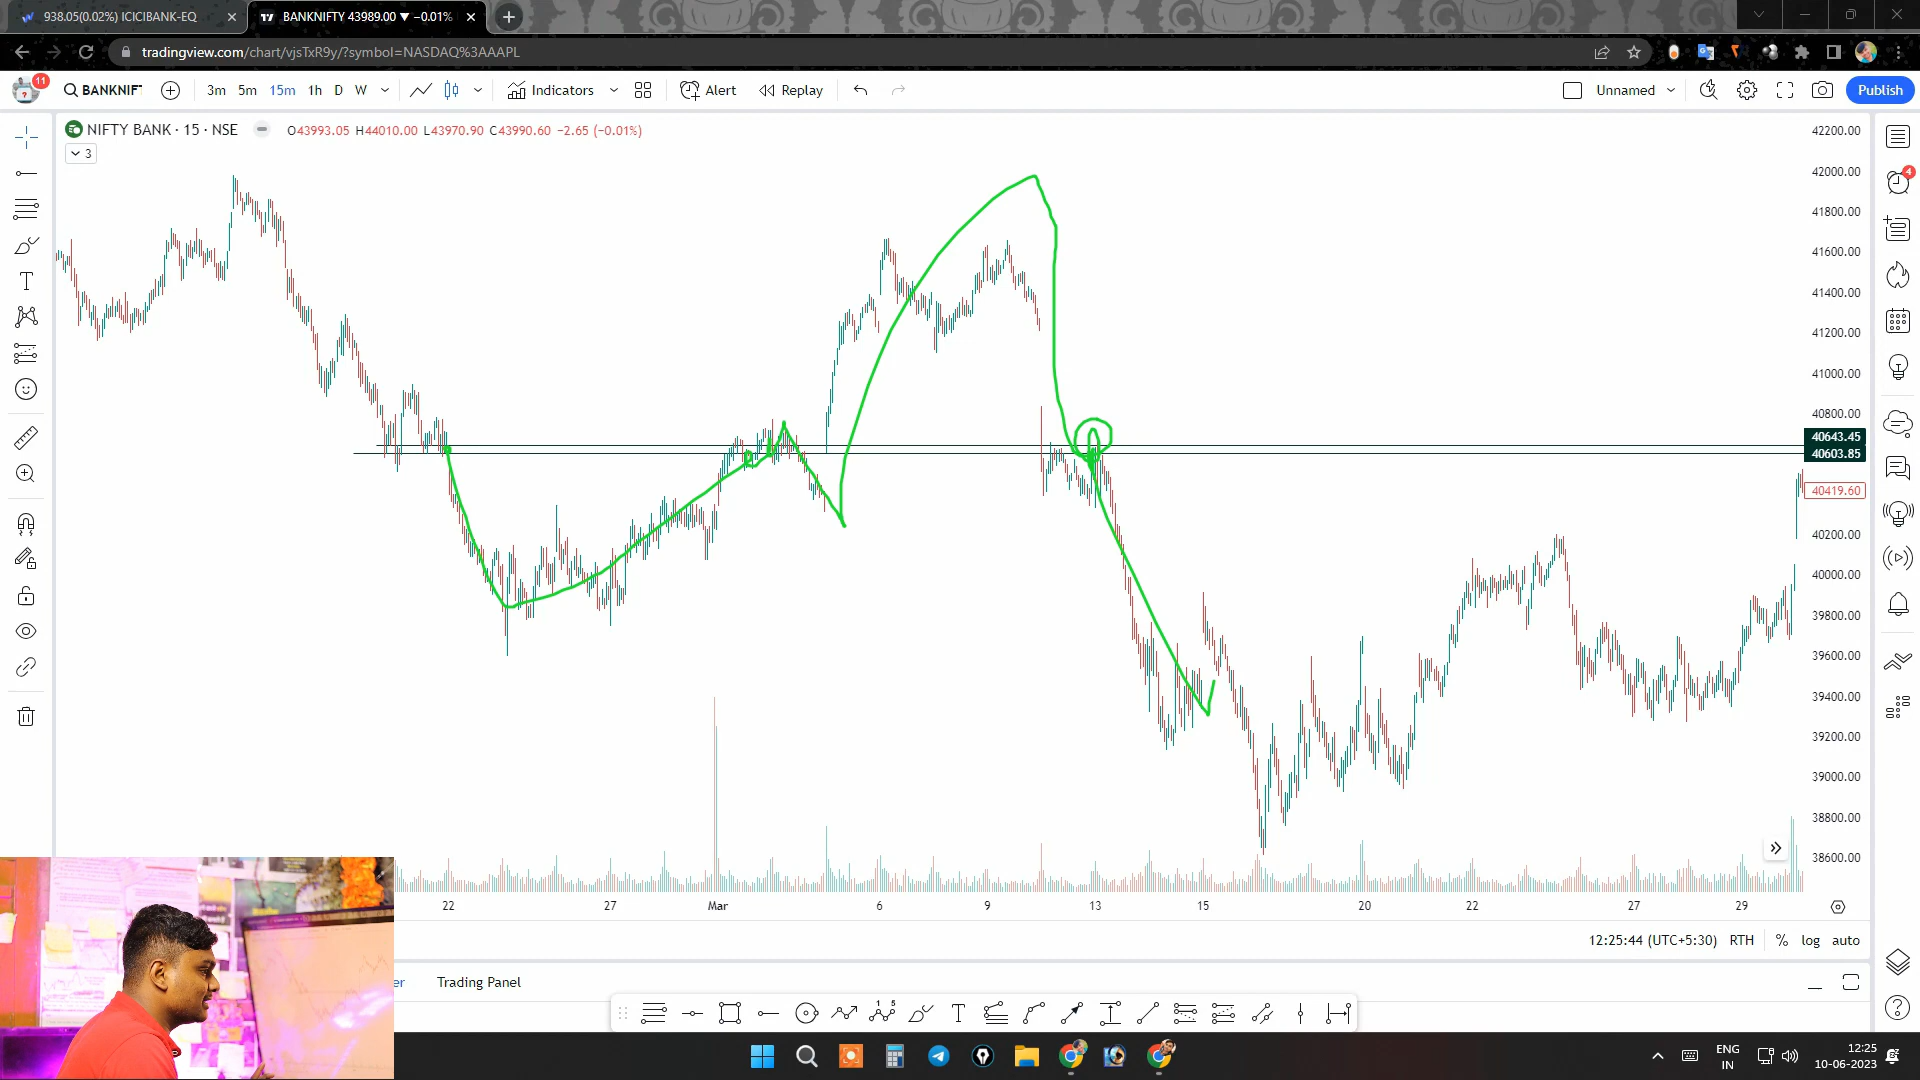 938.05(0.02%) ICICIBANK-EQ
BANKNIFTY 43989.00 ▼ −0.01%
tradingview.com/chart/vjsTxR9y/?symbol=NASDAQ%3AAAPL
11
BANKNIF
3m 5m 15m 1h D W
Indicators
Alert
Replay
Unnamed
Publish
NIFTY BANK · 15 · NSE
O43993.05 H44010.00 L43970.90 C43990.60 −2.65 (−0.01%)
3
4
42200.00
42000.00
41800.00
41600.00
41400.00
41200.00
41000.00
40800.00
40643.45
40603.85
40419.60
40200.00
40000.00
39800.00
39600.00
39400.00
39200.00
39000.00
38800.00
38600.00
22 27 Mar 6 9 13 15 20 22 27 29
12:25:44 (UTC+5:30) RTH % log auto
er Trading Panel
ENG
IN
12:25
10-06-2023